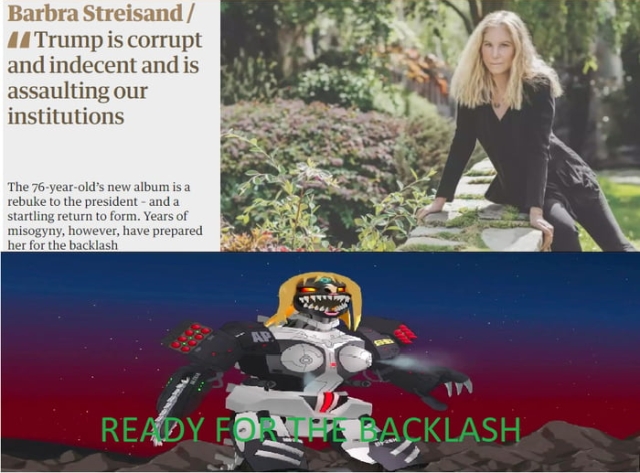 Barbra Streisand /
“Trump is corrupt
and indecent and is
assaulting our
institutions
The 76-year-old's new album is a
rebuke to the president - and a
startling return to form. Years of
misogyny, however, have prepared
her for the backlash
AP
READY FOR THE BACKLASH